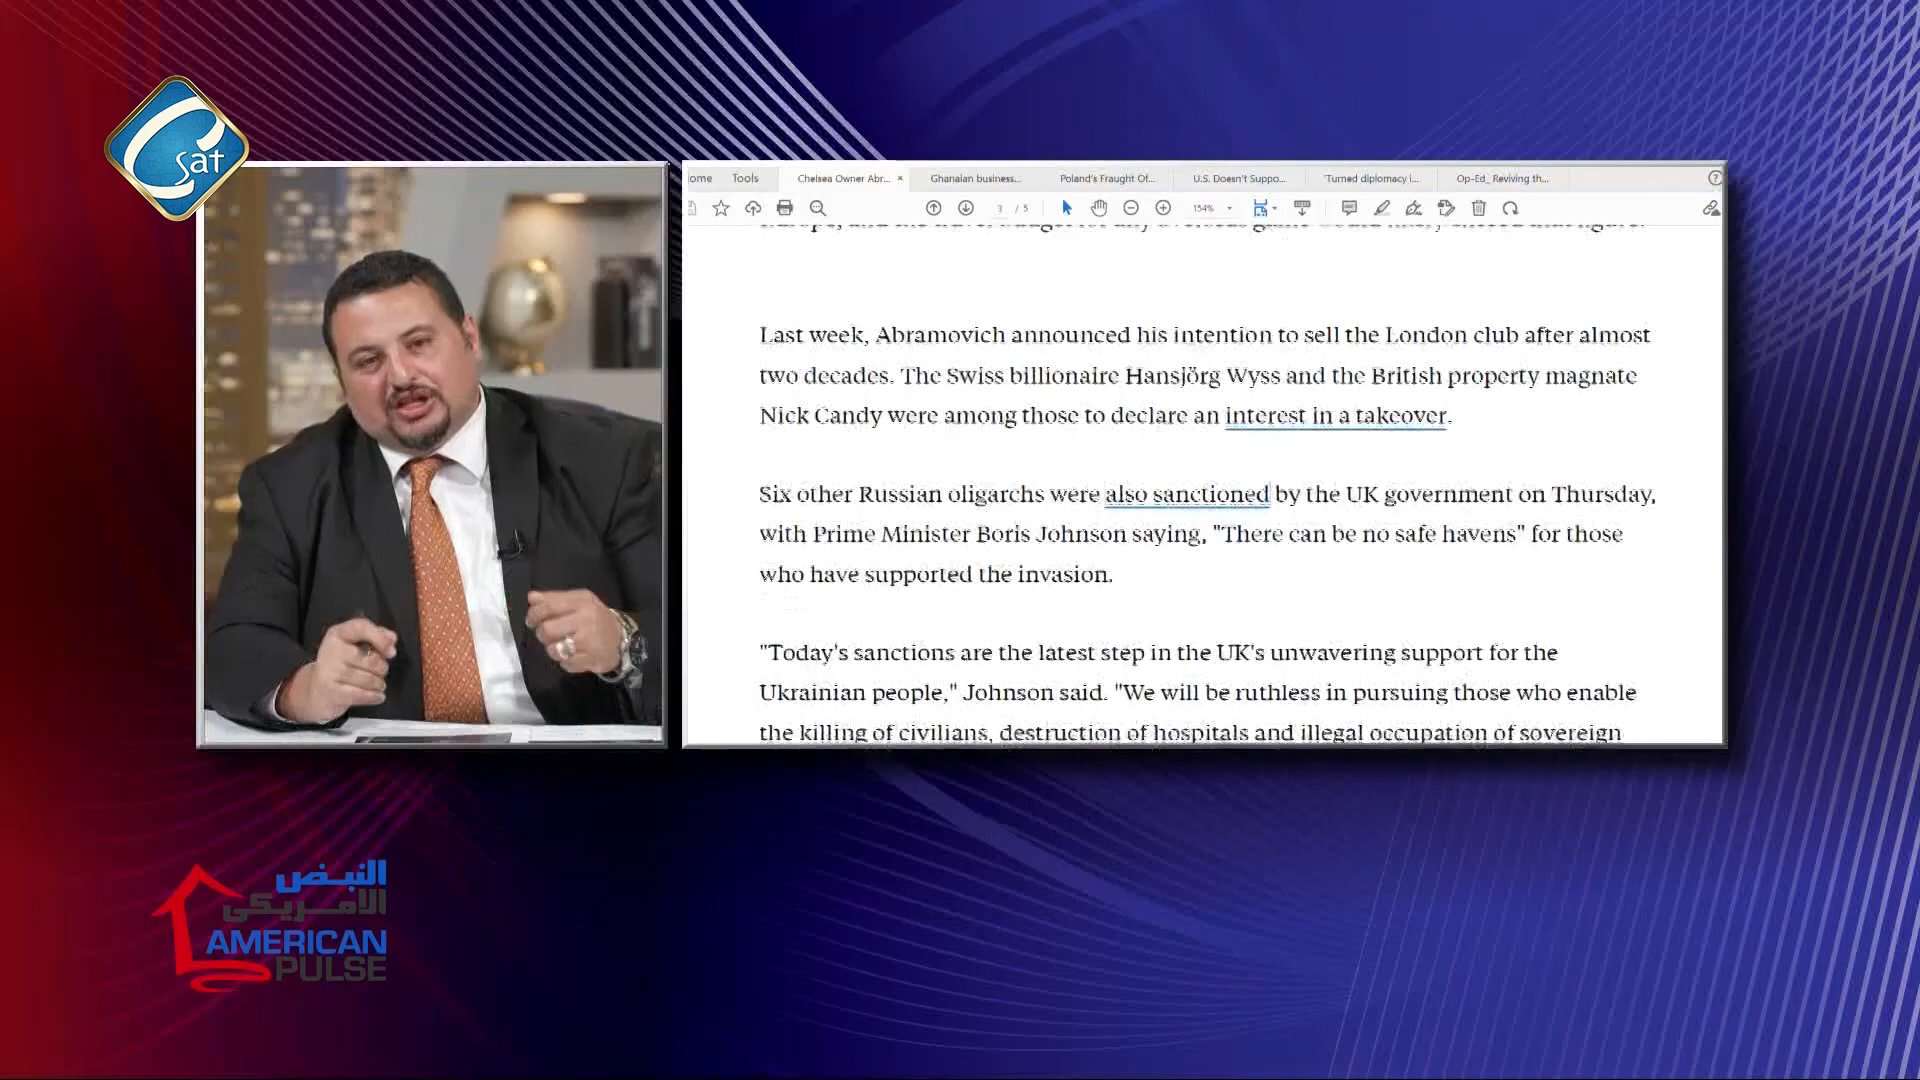 Sat
ome Tools Chelsea Owner Abr... × Ghanaian business... Poland's Fraught Of... U.S. Doesn't Suppo... 'Turned diplomacy i... Op-Ed_ Reviving th...
3 / 5 154%
Last week, Abramovich announced his intention to sell the London club after almost
two decades. The Swiss billionaire Hansjörg Wyss and the British property magnate
Nick Candy were among those to declare an interest in a takeover.
Six other Russian oligarchs were also sanctioned by the UK government on Thursday,
with Prime Minister Boris Johnson saying, "There can be no safe havens" for those
who have supported the invasion.
"Today's sanctions are the latest step in the UK's unwavering support for the
Ukrainian people," Johnson said. "We will be ruthless in pursuing those who enable
the killing of civilians, destruction of hospitals and illegal occupation of sovereign
النبض
الامريكى
AMERICAN
PULSE